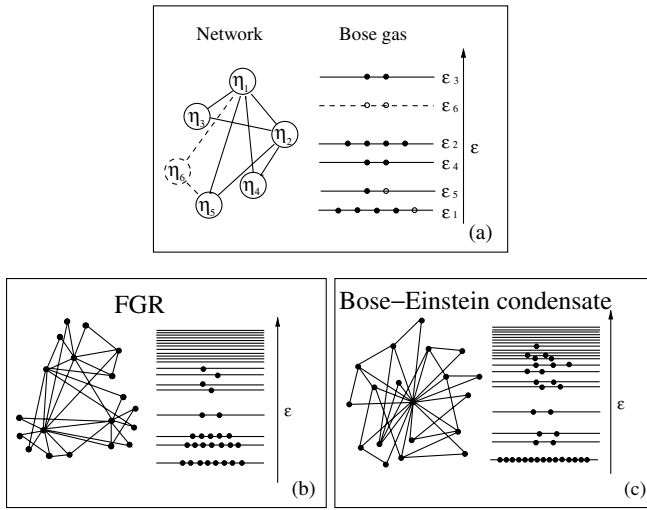 Network
Bose gas
η₁
η₃
η₂
η₆
η₄
η₅
ε₃
ε₆
ε₂
ε₄
ε₅
ε₁
ε
(a)
FGR
ε
(b)
Bose−Einstein condensate
ε
(c)